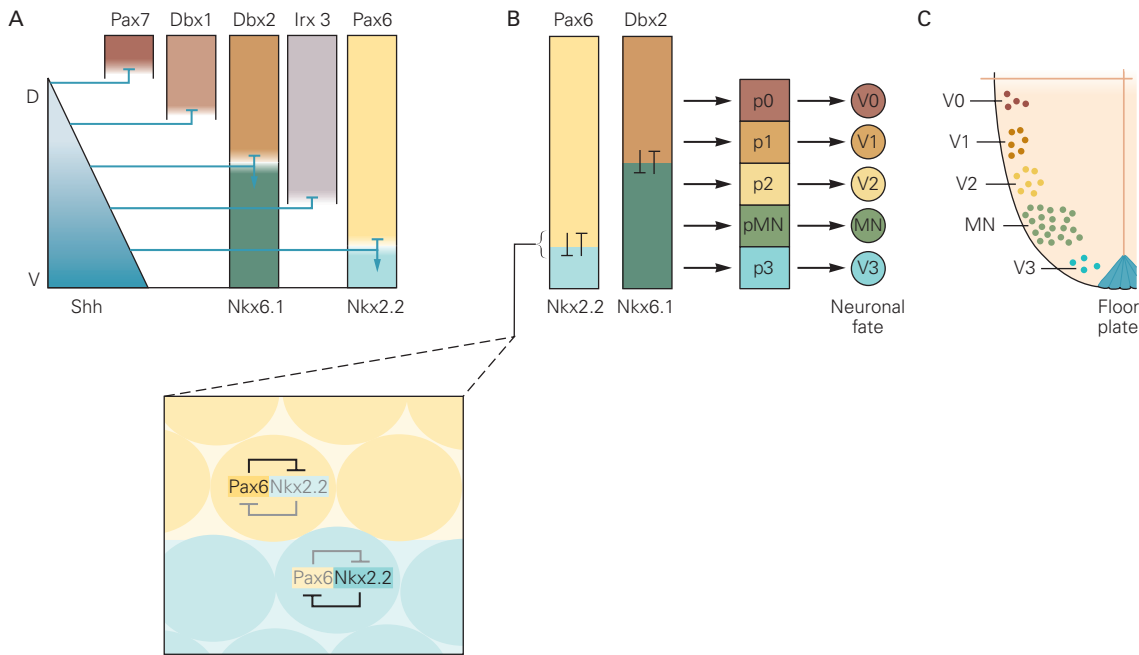 A
Pax7 Dbx1 Dbx2 Irx 3 Pax6
D
V
Shh
Nkx6.1
Nkx2.2
B
Pax6 Dbx2
Nkx2.2 Nkx6.1
p0 V0
p1 V1
p2 V2
pMN MN
p3 V3
Neuronal
fate
C
V0
V1
V2
MN
V3
Floor
plate
Pax6 Nkx2.2
Pax6 Nkx2.2